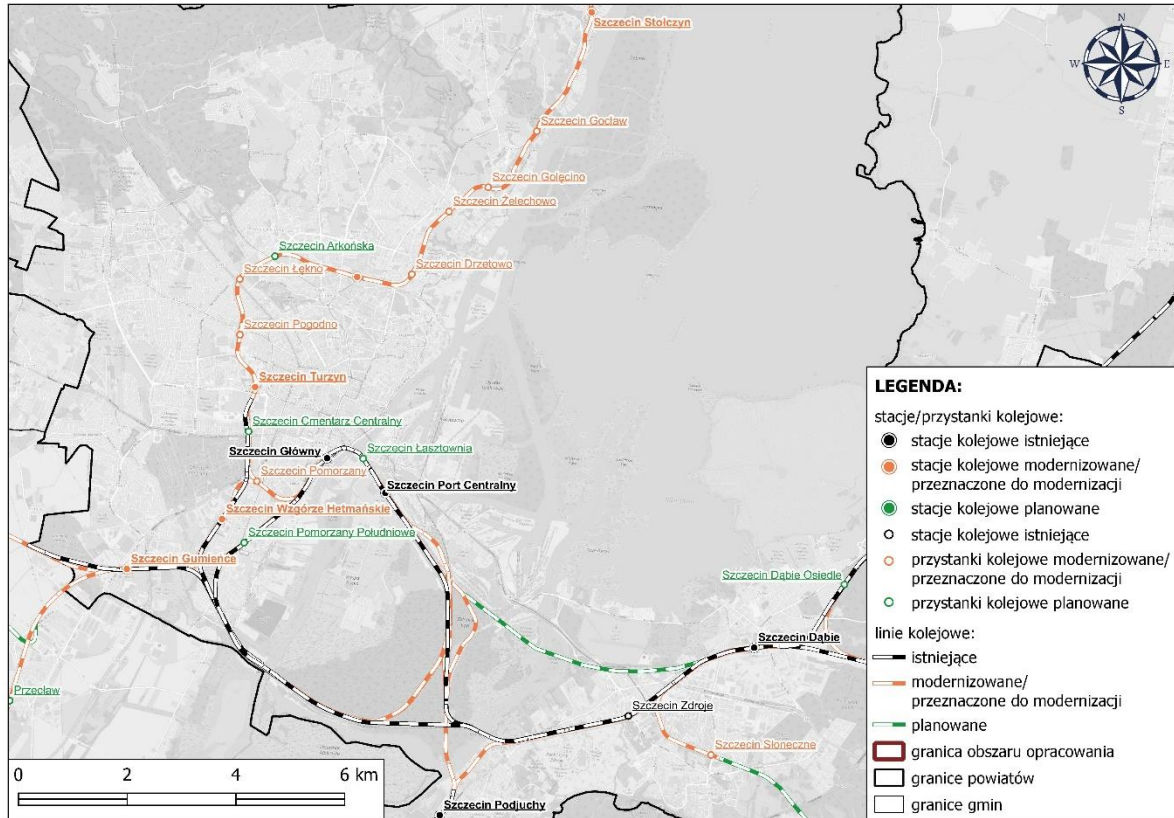 Szczecin Stołczyn
N
W E
S
Szczecin Gocław
Szczecin Golęcino
Szczecin Żelechowo
Szczecin Arkońska
Szczecin Drzetowo
Szczecin Łękno
Szczecin Pogodno
Szczecin Turzyn
Szczecin Cmentarz Centralny
Szczecin Główny
Szczecin Łasztownia
Szczecin Pomorzany
Szczecin Port Centralny
Szczecin Wzgórze Hetmańskie
Szczecin Pomorzany Południowe
Szczecin Gumieńce
Szczecin Dąbie Osiedle
Szczecin Dąbie
Przecław
Szczecin Zdroje
Szczecin Słoneczne
Szczecin Podjuchy
0 2 4 6 km
LEGENDA:
stacje/przystanki kolejowe:
stacje kolejowe istniejące
stacje kolejowe modernizowane/
przeznaczone do modernizacji
stacje kolejowe planowane
stacje kolejowe istniejące
przystanki kolejowe modernizowane/
przeznaczone do modernizacji
przystanki kolejowe planowane
linie kolejowe:
istniejące
modernizowane/
przeznaczone do modernizacji
planowane
granica obszaru opracowania
granice powiatów
granice gmin